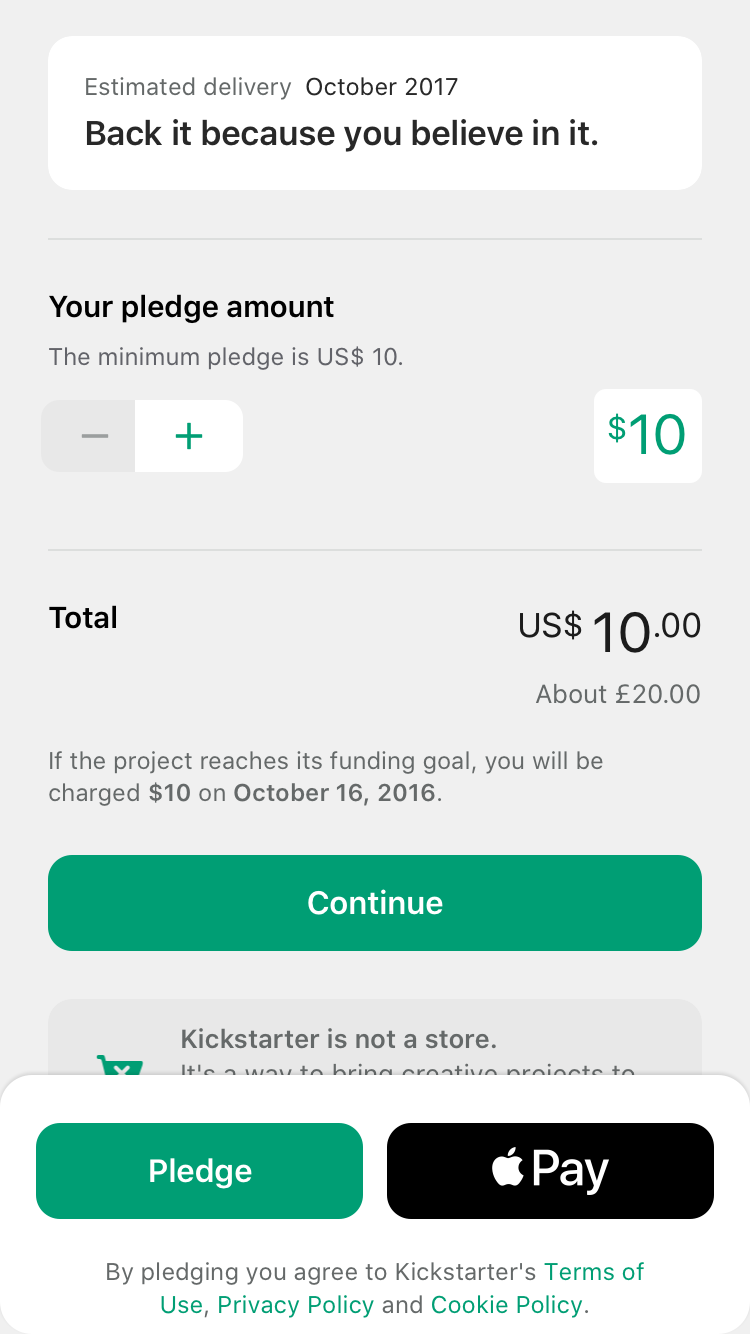 Estimated delivery October 2017
Back it because you believe in it.
Your pledge amount
The minimum pledge is US$ 10.
− +
$10
Total
US$ 10.00
About £20.00
If the project reaches its funding goal, you will be
charged $10 on October 16, 2016.
Continue
Kickstarter is not a store.
It's a way to bring creative projects to
Pledge
Pay
By pledging you agree to Kickstarter's Terms of
Use, Privacy Policy and Cookie Policy.